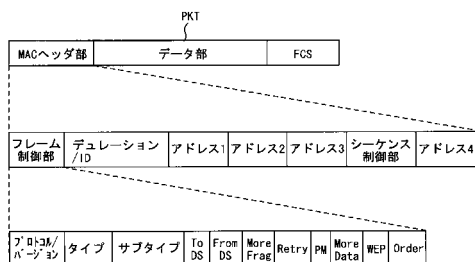 PKT
MACヘッダ部 データ部 FCS
フレーム制御部 デュレーション/ID アドレス1 アドレス2 アドレス3 シーケンス制御部 アドレス4
プロトコル/バージョン タイプ サブタイプ To DS From DS More Frag Retry PM More Data WEP Order